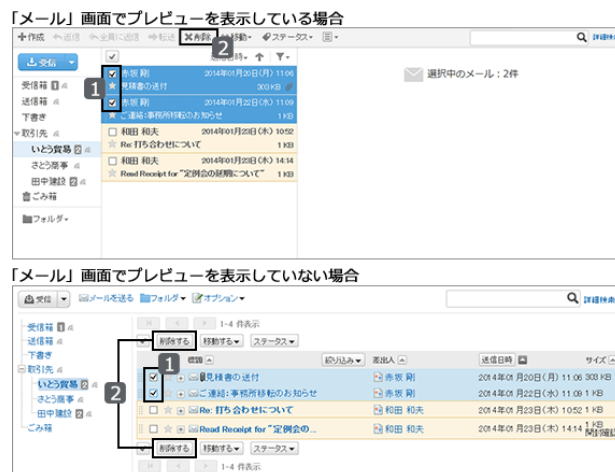 「メール」画面でプレビューを表示している場合
作成 返信 全員に返信 転送 削除 移動 ステータス
2
受信 送信日時
選択中のメール：2件
1
赤坂 剛 2014年01月20日(月) 11:06
見積書の送付 303 KB
赤坂 剛 2014年01月22日(水) 11:09
ご連絡:事務所移転のお知らせ 1 KB
和田 和夫 2014年01月23日(木) 10:52
Re: 打ち合わせについて 1 KB
和田 和夫 2014年01月23日(木) 14:14
Read Receipt for "定例会の延期について" 1 KB
受信箱 1
送信箱
下書き
取引先
いとう貿易 2
さとう商事
田中建設 2
ごみ箱
フォルダ
「メール」画面でプレビューを表示していない場合
受信 メールを送る フォルダ オプション 詳細検索
受信箱 1
送信箱
下書き
取引先
いとう貿易 2
さとう商事
田中建設 2
ごみ箱
1-4 件表示
削除する 移動する ステータス
1
標題 絞り込み 差出人 送信日時 サイズ
2
見積書の送付 赤坂 剛 2014年01月20日(月) 11:06 303 KB
ご連絡:事務所移転のお知らせ 赤坂 剛 2014年01月22日(水) 11:09 1 KB
Re: 打ち合わせについて 和田 和夫 2014年01月23日(木) 10:52 1 KB
Read Receipt for "定例会の... 和田 和夫 2014年01月23日(木) 14:14 1 KB
削除する 移動する ステータス
1-4 件表示